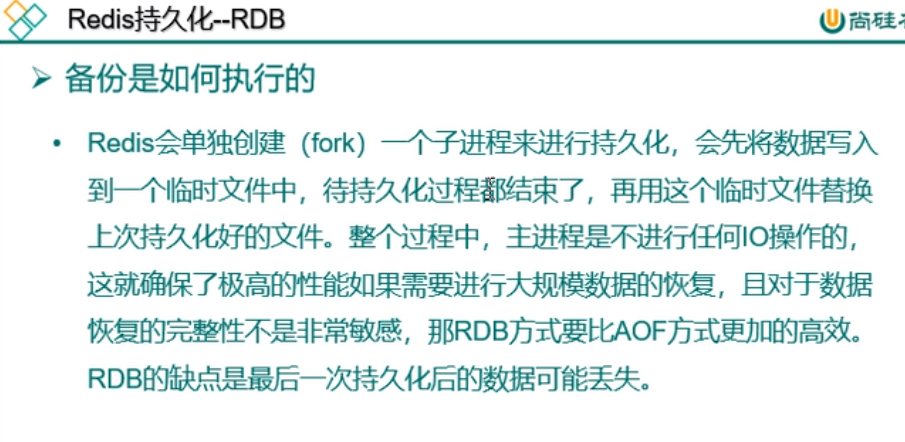 Redis持久化--RDB
尚硅
➢ 备份是如何执行的
• Redis会单独创建（fork）一个子进程来进行持久化，会先将数据写入
到一个临时文件中，待持久化过程都结束了，再用这个临时文件替换
上次持久化好的文件。整个过程中，主进程是不进行任何IO操作的，
这就确保了极高的性能如果需要进行大规模数据的恢复，且对于数据
恢复的完整性不是非常敏感，那RDB方式要比AOF方式更加的高效。
RDB的缺点是最后一次持久化后的数据可能丢失。